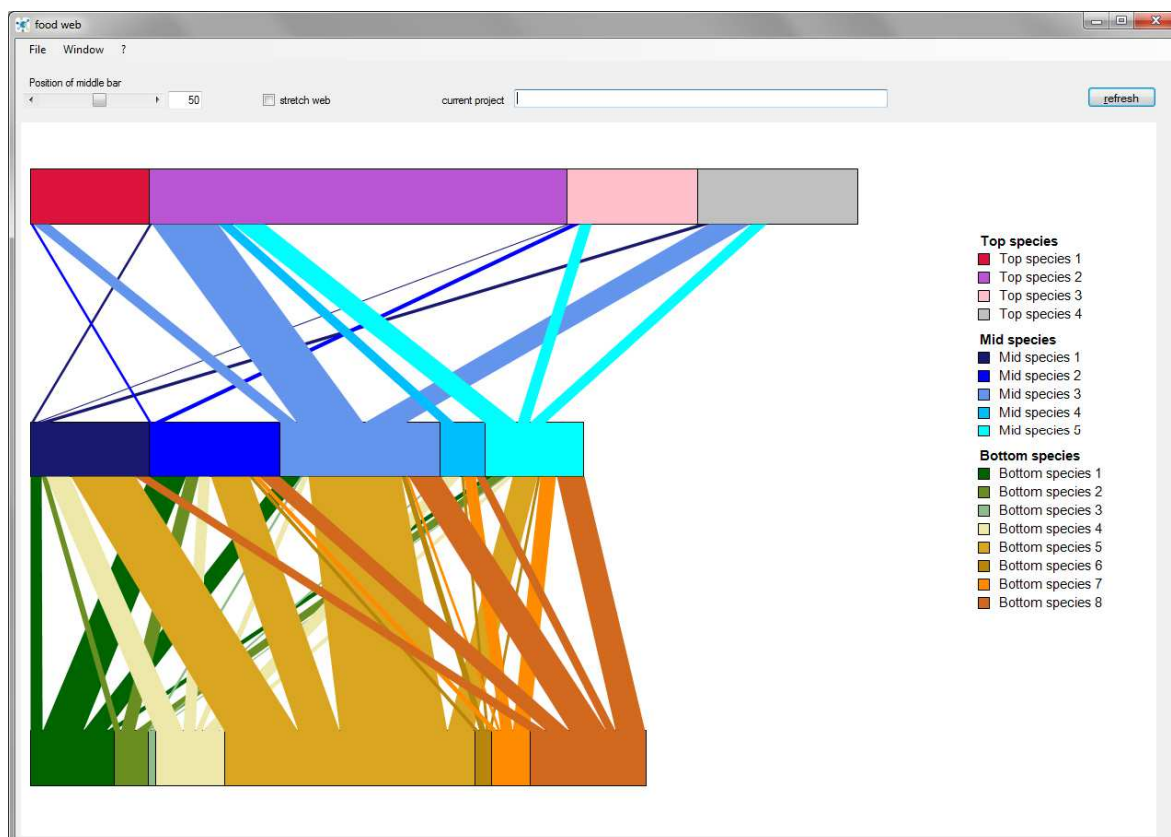 food web
File Window ?
Position of middle bar
50
stretch web
current project
refresh
Top species
Top species 1
Top species 2
Top species 3
Top species 4
Mid species
Mid species 1
Mid species 2
Mid species 3
Mid species 4
Mid species 5
Bottom species
Bottom species 1
Bottom species 2
Bottom species 3
Bottom species 4
Bottom species 5
Bottom species 6
Bottom species 7
Bottom species 8